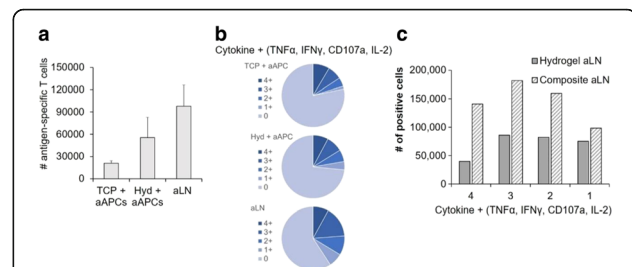 a
# antigen-specific T cells
150000
120000
90000
60000
30000
0
TCP +
aAPCs
Hyd +
aAPCs
aLN
b
Cytokine + (TNFα, IFNγ, CD107a, IL-2)
TCP + aAPC
4+
3+
2+
1+
0
Hyd + aAPC
4+
3+
2+
1+
0
aLN
4+
3+
2+
1+
0
c
Hydrogel aLN
Composite aLN
# of positive cells
200,000
150,000
100,000
50,000
0
4 3 2 1
Cytokine + (TNFα, IFNγ, CD107a, IL-2)